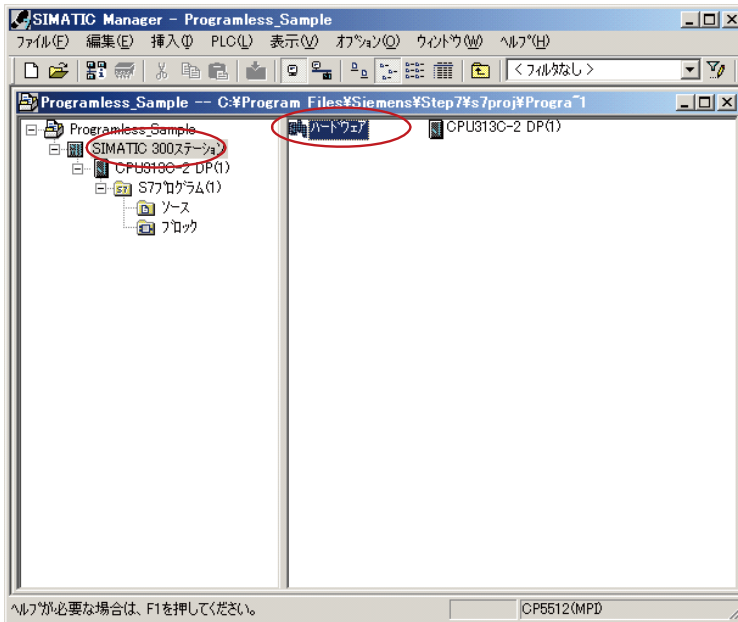 SIMATIC Manager - Programless_Sample
ファイル(F) 編集(E) 挿入(I) PLC(L) 表示(V) オプション(O) ウィンドウ(W) ヘルプ(H)
< フィルタなし >
Programless_Sample -- C:¥Program Files¥Siemens¥Step7¥s7proj¥Progra~1
Programless_Sample
SIMATIC 300ステーション
CPU313C-2 DP(1)
S7プログラム(1)
ソース
ブロック
ハードウェア
CPU313C-2 DP(1)
ヘルプが必要な場合は、F1を押してください。
CP5512(MPI)